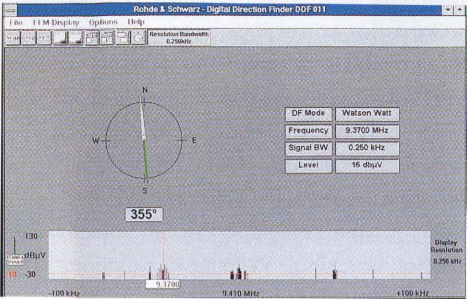 Rohde & Schwarz - Digital Direction Finder DDF 011
File FFM-Display Options Help
Resolution Bandwidth
0.250kHz
N
W E
S
355°
DF Mode Watson Watt
Frequency 9.3700 MHz
Signal BW 0.250 kHz
Level 16 dbµV
130
dBµV
10 -30
9.3700
-100 kHz 9.410 MHz +100 kHz
Display
Resolution
0.250 kHz